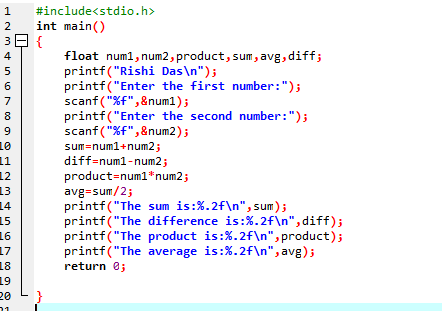 1 #include<stdio.h>
2 int main()
3 {
4 float num1,num2,product,sum,avg,diff;
5 printf("Rishi Das\n");
6 printf("Enter the first number:");
7 scanf("%f",&num1);
8 printf("Enter the second number:");
9 scanf("%f",&num2);
10 sum=num1+num2;
11 diff=num1-num2;
12 product=num1*num2;
13 avg=sum/2;
14 printf("The sum is:%.2f\n",sum);
15 printf("The difference is:%.2f\n",diff);
16 printf("The product is:%.2f\n",product);
17 printf("The average is:%.2f\n",avg);
18 return 0;
19
20 }
21